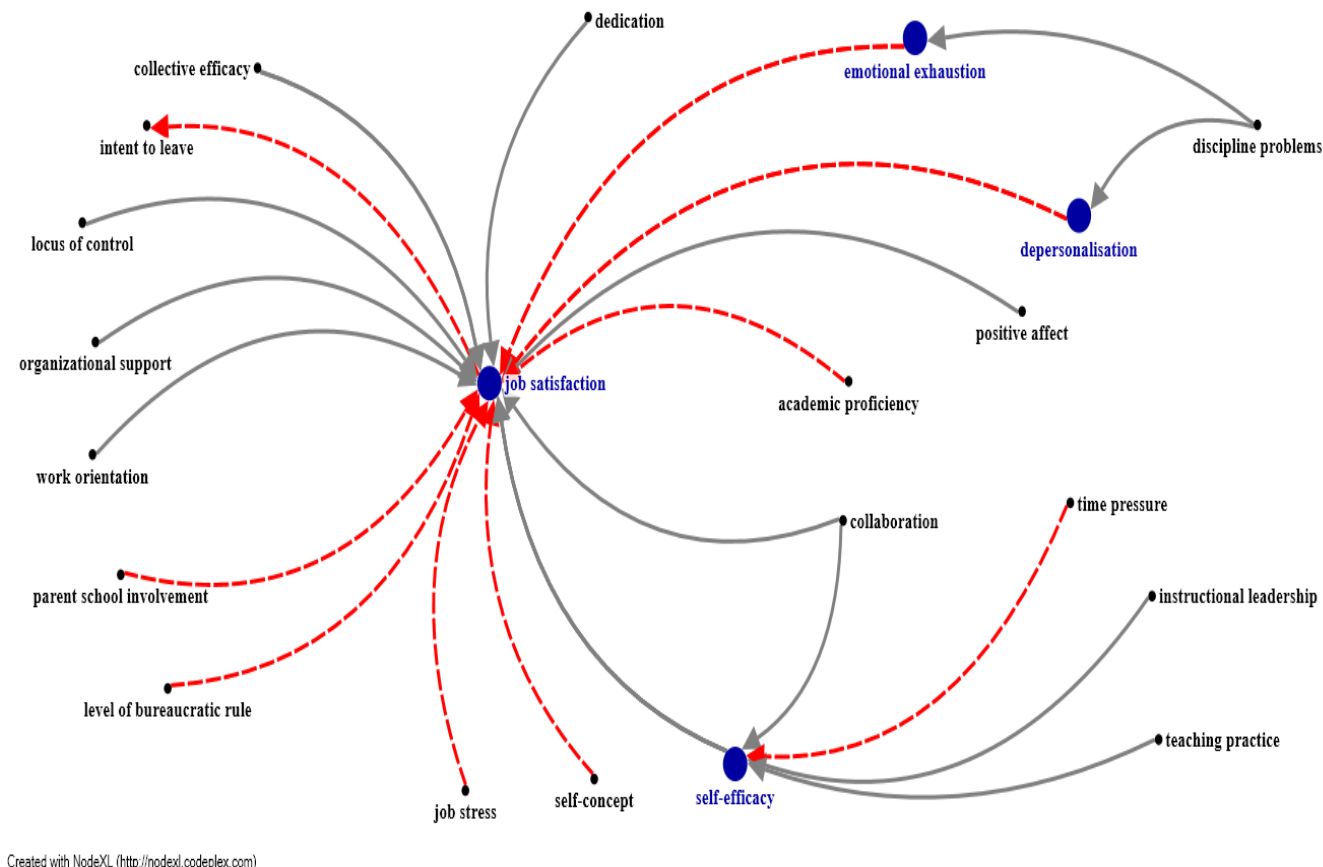 dedication
collective efficacy
emotional exhaustion
intent to leave
discipline problems
locus of control
depersonalisation
positive affect
organizational support
job satisfaction
academic proficiency
work orientation
time pressure
collaboration
parent school involvement
instructional leadership
level of bureaucratic rule
teaching practice
self-efficacy
self-concept
job stress
Created with NodeXL (http://nodexl.codeplex.com)